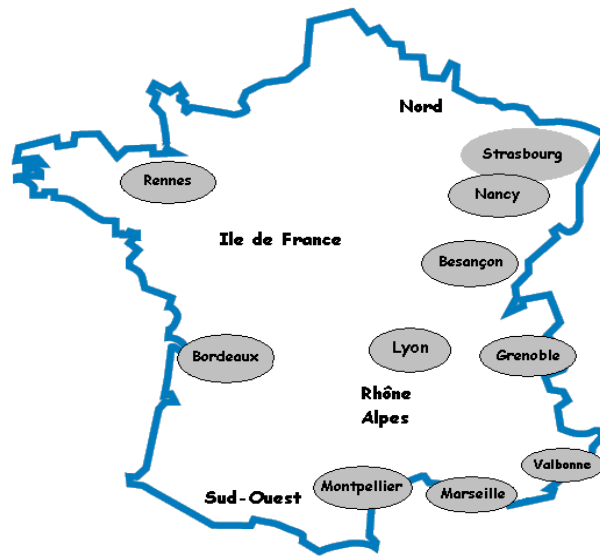 Nord
Strasbourg
Rennes
Nancy
Ile de France
Besançon
Lyon
Bordeaux
Grenoble
Rhône
Alpes
Valbonne
Montpellier
Marseille
Sud-Ouest